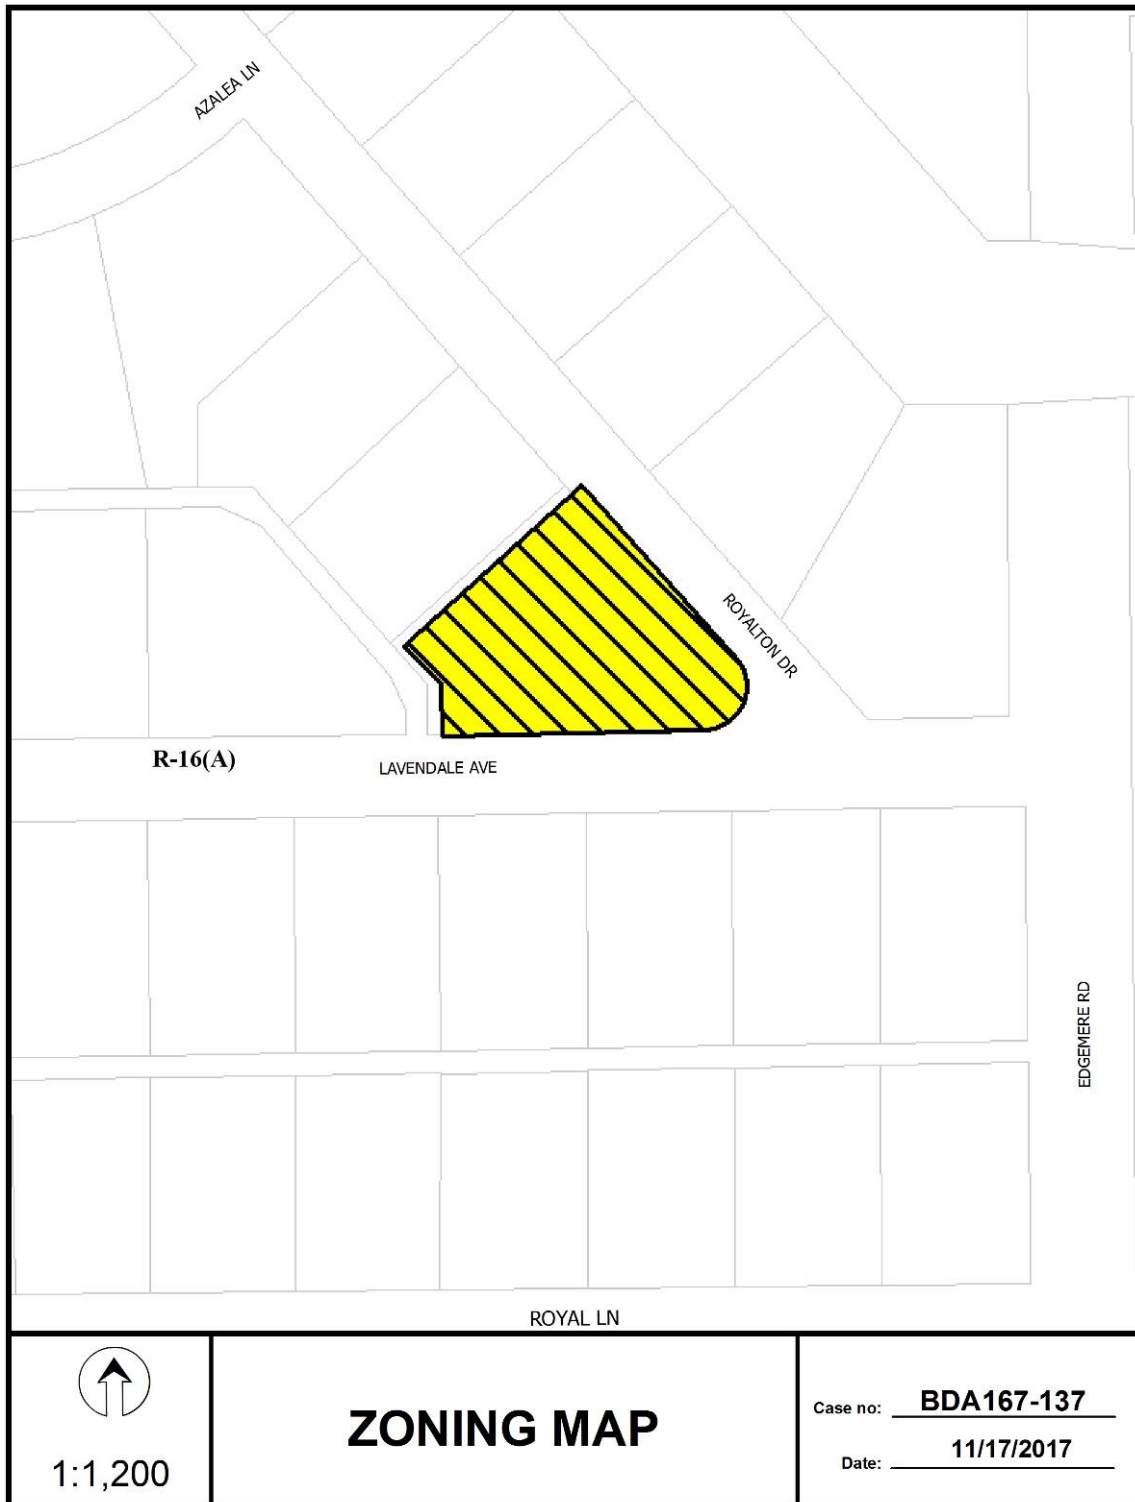 AZALEA LN
ROYALTON DR
R-16(A)
LAVENDALE AVE
EDGEMERE RD
ROYAL LN
1:1,200
ZONING MAP
Case no: BDA167-137
Date: 11/17/2017